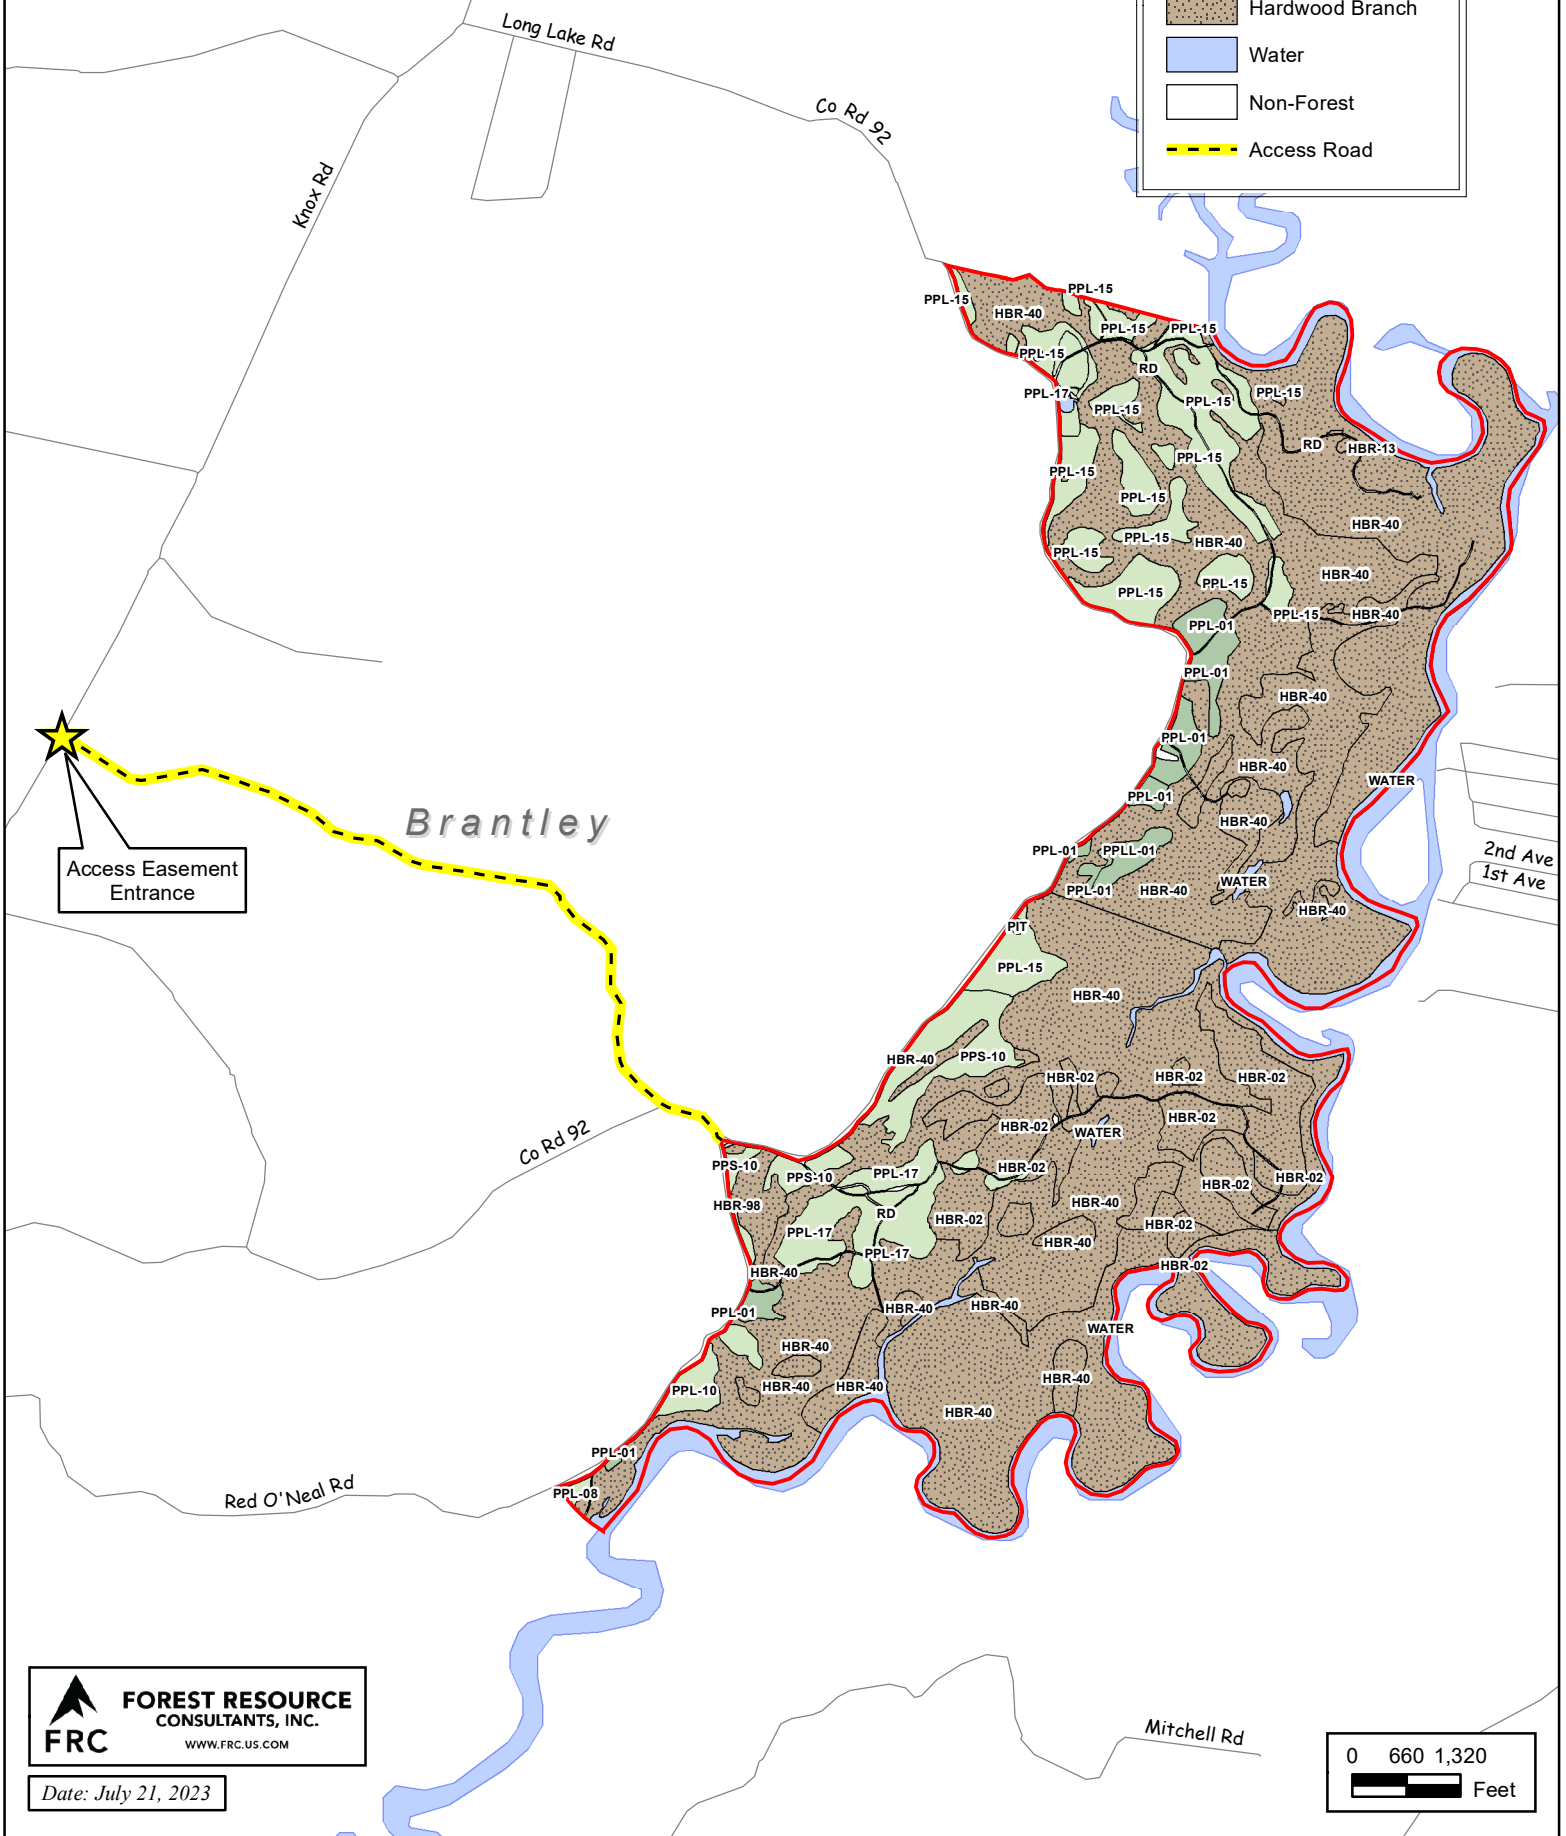 Hardwood Branch
Water
Non-Forest
Access Road
Long Lake Rd
Co Rd 92
Knox Rd
PPL-15
PPL-15
HBR-40
PPL-15
PPL-15
PPL-15
RD
PPL-17
PPL-15
PPL-15
PPL-15
RD
HBR-13
PPL-15
PPL-15
PPL-15
HBR-40
PPL-15
HBR-40
PPL-15
HBR-40
PPL-15
PPL-15
PPL-15
HBR-40
PPL-01
PPL-01
HBR-40
PPL-01
HBR-40
WATER
PPL-01
HBR-40
Brantley
Access Easement
Entrance
PPL-01
PPLL-01
2nd Ave
1st Ave
PPL-01
HBR-40
WATER
HBR-40
PIT
PPL-15
HBR-40
HBR-40
PPS-10
HBR-02
HBR-02
HBR-02
HBR-02
HBR-02
WATER
Co Rd 92
PPS-10
PPS-10
PPL-17
HBR-02
HBR-02
HBR-02
HBR-98
RD
HBR-02
HBR-40
HBR-02
PPL-17
HBR-40
PPL-17
HBR-40
HBR-02
PPL-01
HBR-40
HBR-40
WATER
HBR-40
PPL-10
HBR-40
HBR-40
HBR-40
HBR-40
PPL-01
PPL-08
Red O'Neal Rd
FRC
FOREST RESOURCE
CONSULTANTS, INC.
WWW.FRC.US.COM
Date: July 21, 2023
Mitchell Rd
0 660 1,320
Feet